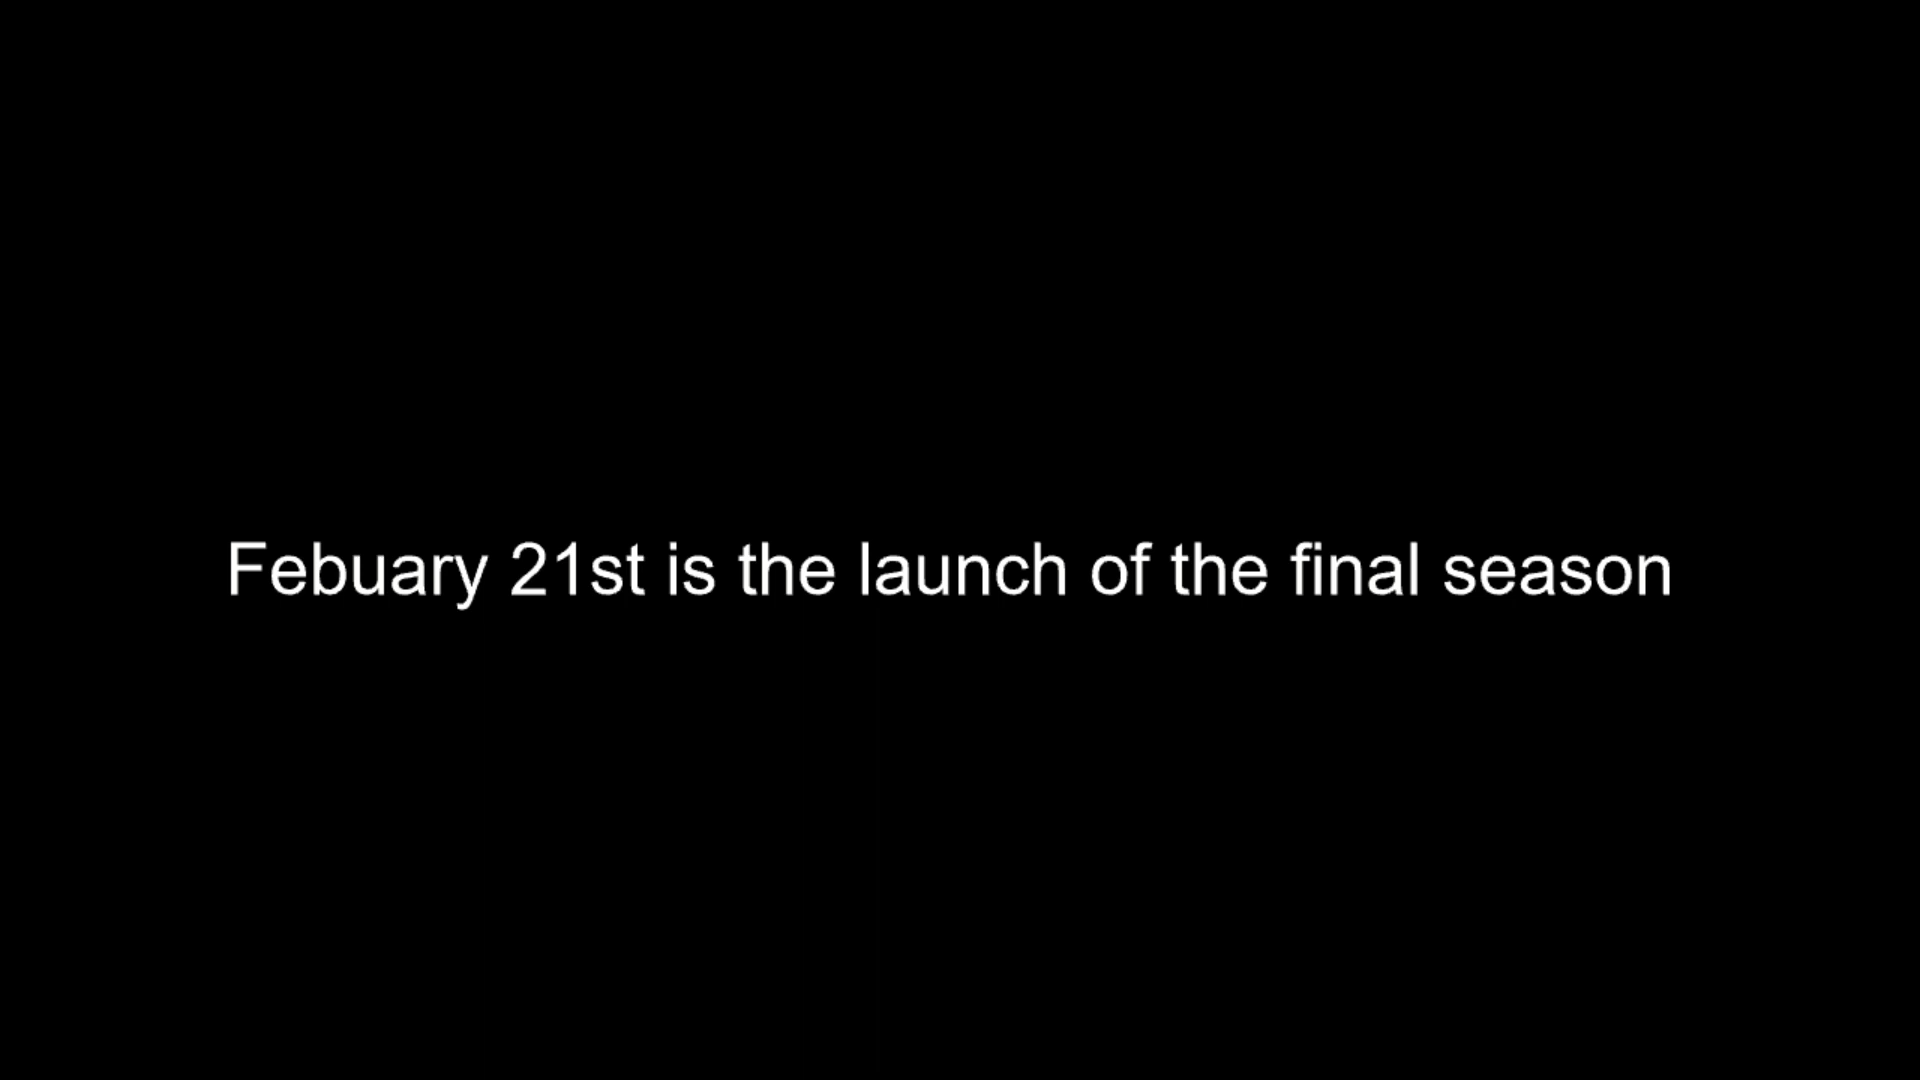 Febuary 21st is the launch of the final season